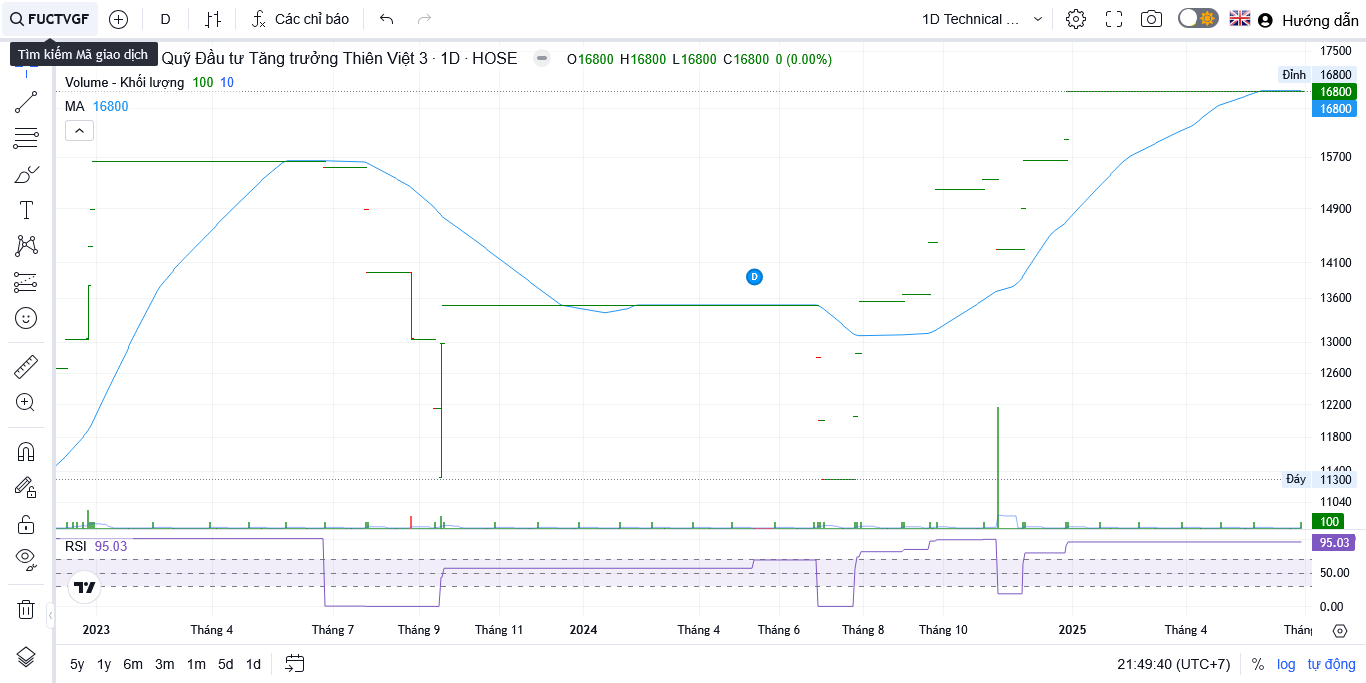 FUCTVGF D Các chỉ báo 1D Technical ... Hướng dẫn
Tìm kiếm Mã giao dịch
Quỹ Đầu tư Tăng trưởng Thiên Việt 3 · 1D · HOSE O16800 H16800 L16800 C16800 0 (0.00%)
Volume - Khối lượng 100 10
MA 16800
17500
Đỉnh 16800
16800
16800
15700
14900
14100
D
13600
13000
12600
12200
11800
11400
Đáy 11300
11040
100
RSI 95.03
95.03
50.00
0.00
2023 Tháng 4 Tháng 7 Tháng 9 Tháng 11 2024 Tháng 4 Tháng 6 Tháng 8 Tháng 10 2025 Tháng 4
5y 1y 6m 3m 1m 5d 1d 21:49:40 (UTC+7) % log tự động